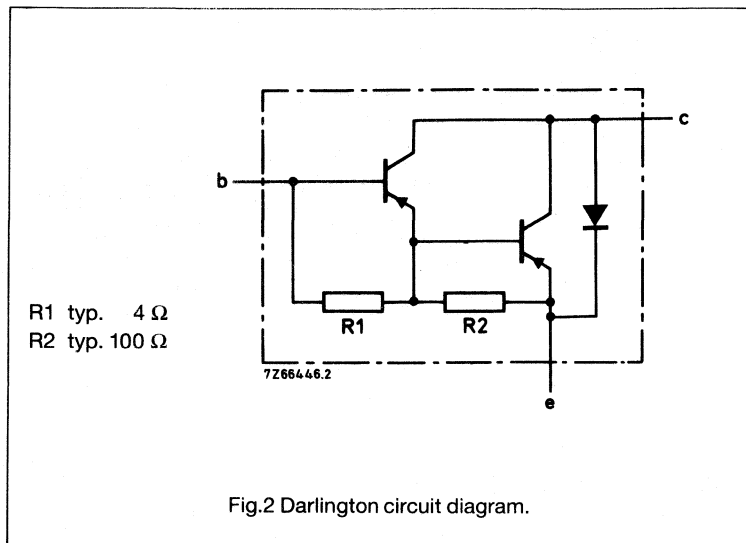 c
b
R1 typ. 4 Ω
R2 typ. 100 Ω
R1
R2
7Z66446.2
e
Fig.2 Darlington circuit diagram.